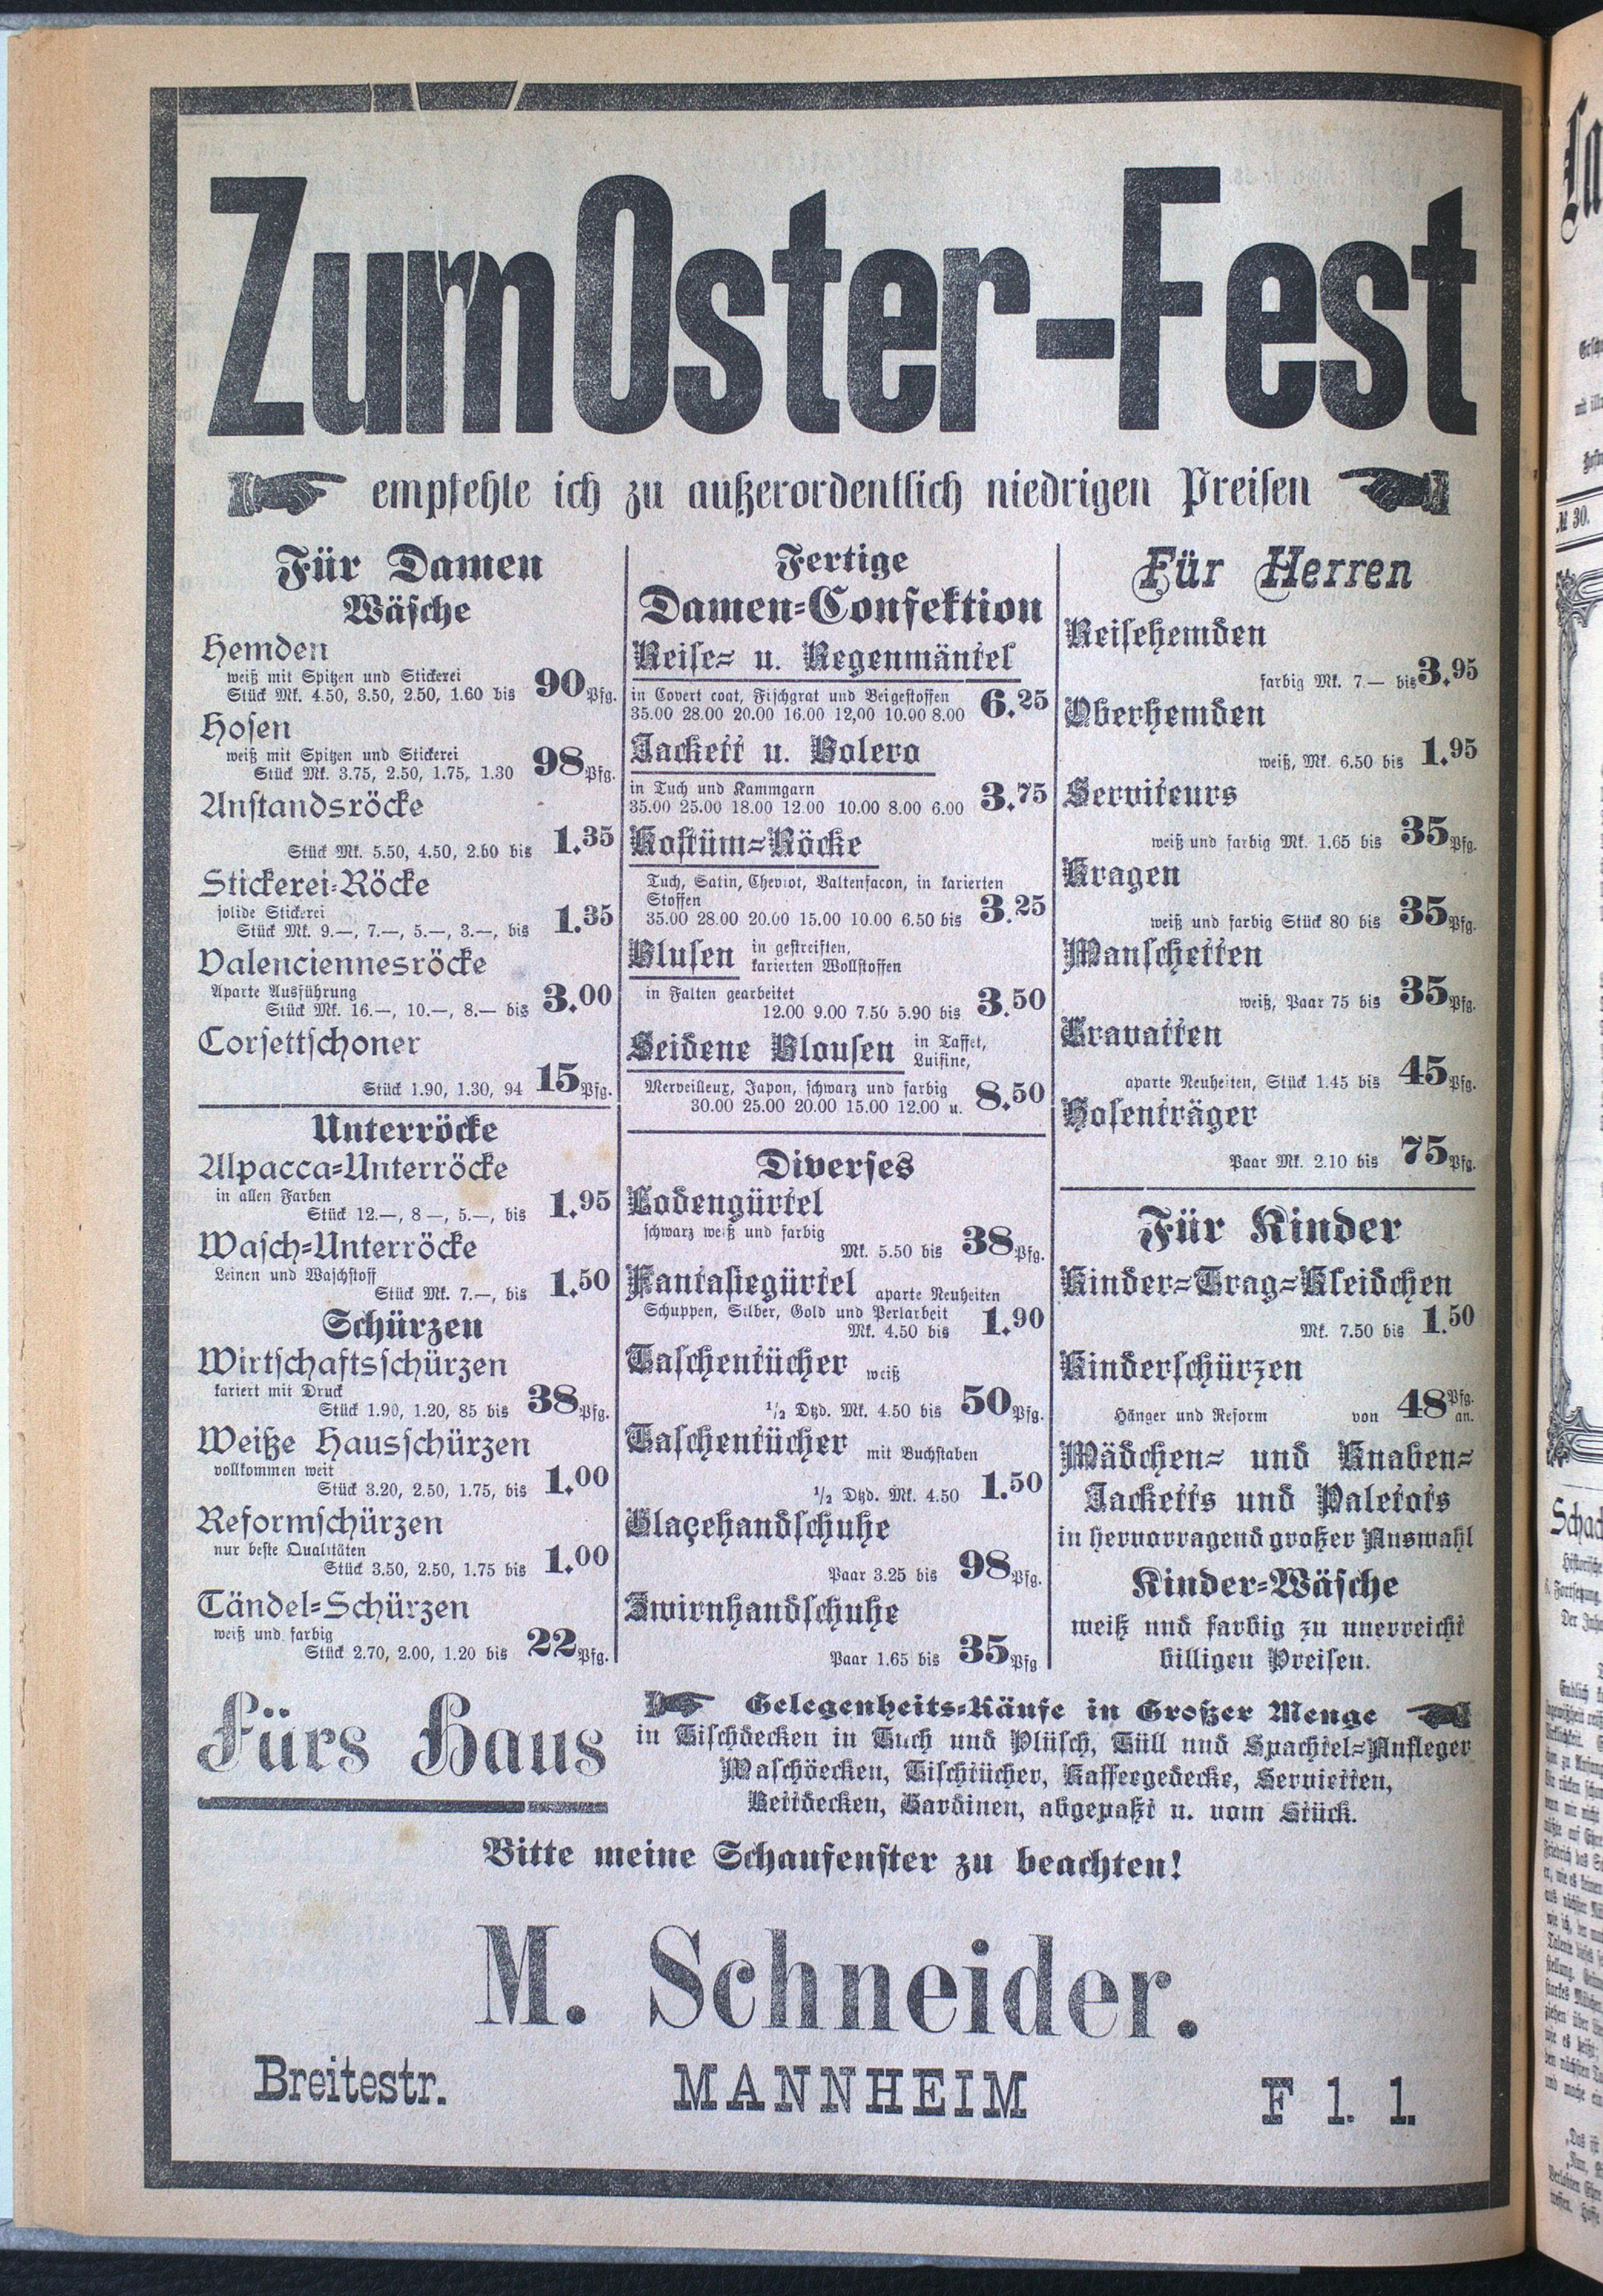 Zum Oster-Fest
empfehle ich zu außerordentlich niedrigen Preisen
Für Damen
Wäsche
Hemden
weiß mit Spitzen und Stickerei
Stück Mk. 4.50, 3.50, 2.50, 1.60 bis 90 Pfg.
Hosen
weiß mit Spitzen und Stickerei
Stück Mk. 3.75, 2.50, 1.75, 1.30 98 Pfg.
Anstandsröcke
Stück Mk. 5.50, 4.50, 2.60 bis 1.35
Stickerei-Röcke
solide Stickerei
Stück Mk. 9.—, 7.—, 5.—, 3.—, bis 1.35
Valenciennesröcke
Aparte Ausführung
Stück Mk. 16.—, 10.—, 8.— bis 3.00
Corsettschoner
Stück 1.90, 1.30, 94 15 Pfg.
Unterröcke
Alpacca-Unterröcke
in allen Farben
Stück 12.—, 8—, 5.—, bis 1.95
Wasch-Unterröcke
Leinen und Waschstoff
Stück Mk. 7.—, bis 1.50
Schürzen
Wirtschaftsschürzen
kariert mit Druck
Stück 1.90, 1.20, 85 bis 38 Pfg.
Weiße Hausschürzen
vollkommen weit
Stück 3.20, 2.50, 1.75, bis 1.00
Reformschürzen
nur beste Qualitäten
Stück 3.50, 2.50, 1.75 bis 1.00
Tändel-Schürzen
weiß und farbig
Stück 2.70, 2.00, 1.20 bis 22 Pfg.
Fertige
Damen-Confektion
Reise- u. Regenmäntel
in Covert coat, Fischgrat und Beigestoffen
35.00 28.00 20.00 16.00 12,00 10.00 8.00 6.25
Jackett u. Bolero
in Tuch und Kammgarn
35.00 25.00 18.00 12.00 10.00 8.00 6.00 3.75
Kostüm-Röcke
Tuch, Satin, Cheviot, Valtenfacon, in karierten
Stoffen
35.00 28.00 20.00 15.00 10.00 6.50 bis 3.25
Blusen in gestreiften,
karierten Wollstoffen
in Falten gearbeitet
12.00 9.00 7.50 5.90 bis 3.50
Seidene Blousen in Taffet,
Luisine,
Merveilleux, Japon, schwarz und farbig
30.00 25.00 20.00 15.00 12.00 u. 8.50
Diverses
Lodengürtel
schwarz weiß und farbig
Mk. 5.50 bis 38 Pfg.
Fantasiegürtel aparte Neuheiten
Schuppen, Silber, Gold und Perlarbeit
Mk. 4.50 bis 1.90
Taschentücher weiß
1/2 Dtzd. Mk. 4.50 bis 50 Pfg.
Taschentücher mit Buchstaben
1/2 Dtzd. Mk. 4.50 1.50
Glaçehandschuhe
Paar 3.25 bis 98 Pfg.
Zwirnhandschuhe
Paar 1.65 bis 35 Pfg
Für Herren
Reisehemden
farbig Mk. 7— bis 3.95
Oberhemden
weiß, Mk. 6.50 bis 1.95
Serviteurs
weiß und farbig Mk. 1.65 bis 35 Pfg.
Kragen
weiß und farbig Stück 80 bis 35 Pfg.
Manschetten
weiß, Paar 75 bis 35 Pfg.
Cravatten
aparte Neuheiten, Stück 1.45 bis 45 Pfg.
Hosenträger
Paar Mk. 2.10 bis 75 Pfg.
Für Kinder
Kinder-Trag-Kleidchen
Mk. 7.50 bis 1.50
Kinderschürzen
Hänger und Reform von 48 Pfg. an.
Mädchen- und Knaben-
Jacketts und Paletots
in hervorragend großer Auswahl
Kinder-Wäsche
weiß und farbig zu unerreicht
billigen Preisen.
Fürs Haus
Gelegenheits-Käufe in Großer Menge
in Tischdecken in Tuch und Plüsch, Tüll und Spachtel-Aufleger
Waschdecken, Tischtücher, Kaffeegedecke, Servietten,
Bettdecken, Gardinen, abgepaßt u. vom Stück.
Bitte meine Schaufenster zu beachten!
M. Schneider.
Breitestr. MANNHEIM F 1. 1.
№ 30.